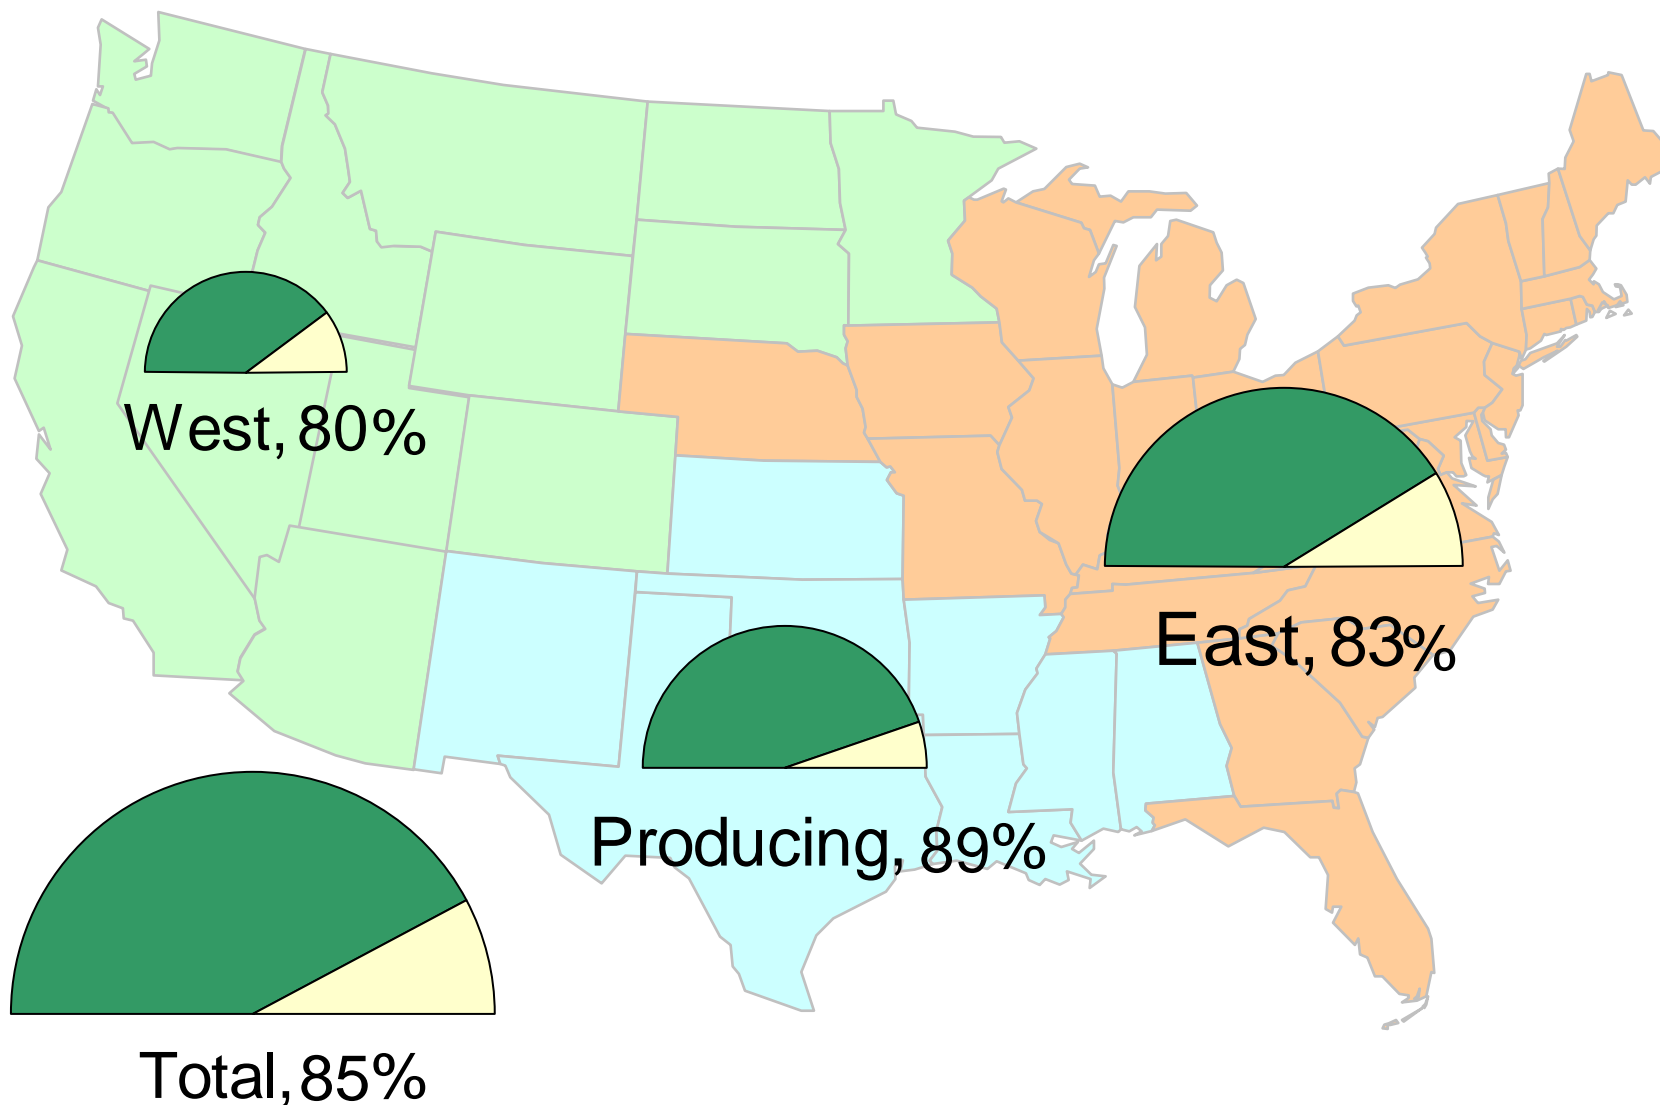 West, 80%
East, 83%
Producing, 89%
Total, 85%